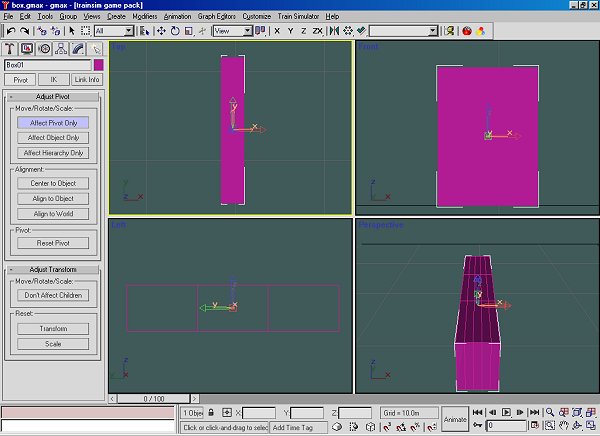 box.gmax - gmax - [trainsim game pack]
File Edit Tools Group Views Create Modifiers Animation Graph Editors Customize Train Simulator Help
All View X Y Z ZX
Box01
Pivot IK Link Info
- Adjust Pivot
Move/Rotate/Scale:
Affect Pivot Only
Affect Object Only
Affect Hierarchy Only
Alignment:
Center to Object
Align to Object
Align to World
Pivot:
Reset Pivot
- Adjust Transform
Move/Rotate/Scale:
Don't Affect Children
Reset:
Transform
Scale
Top
y x
y x
Front
z x
z x
Left
z y x
z y
Perspective
z y x
z x
< 0 / 100 >
1 Objec X: Y: Z: Grid = 10.0m
Click or click-and-drag to select Add Time Tag
Animate
0